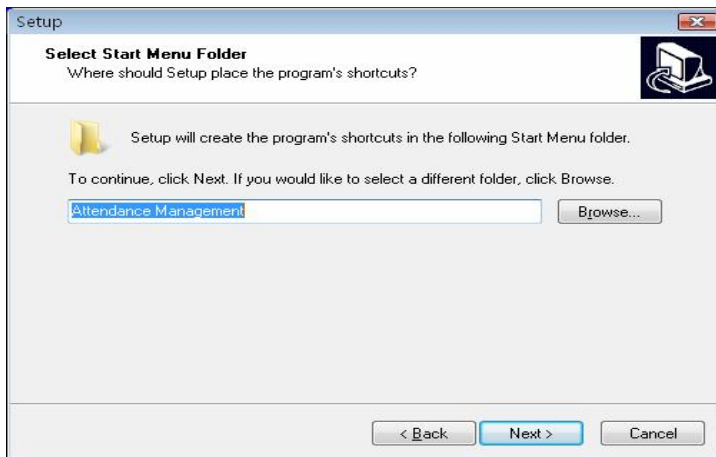 Setup
Select Start Menu Folder
Where should Setup place the program's shortcuts?
Setup will create the program's shortcuts in the following Start Menu folder.
To continue, click Next. If you would like to select a different folder, click Browse.
Attendance Management
Browse...
< Back
Next >
Cancel